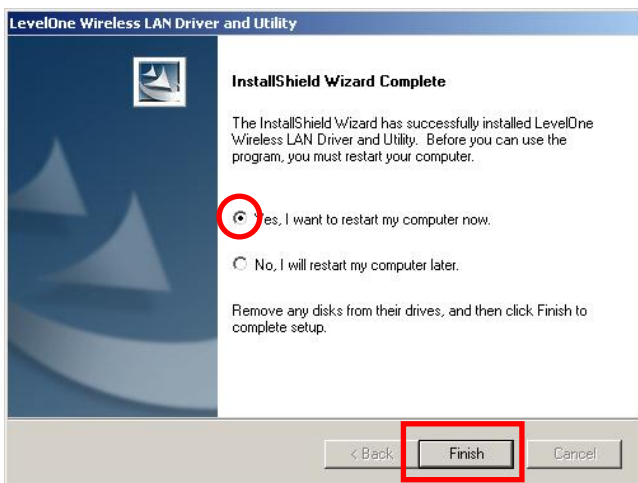 LevelOne Wireless LAN Driver and Utility
InstallShield Wizard Complete
The InstallShield Wizard has successfully installed LevelOne
Wireless LAN Driver and Utility. Before you can use the
program, you must restart your computer.
Yes, I want to restart my computer now.
No, I will restart my computer later.
Remove any disks from their drives, and then click Finish to
complete setup.
< Back Finish Cancel